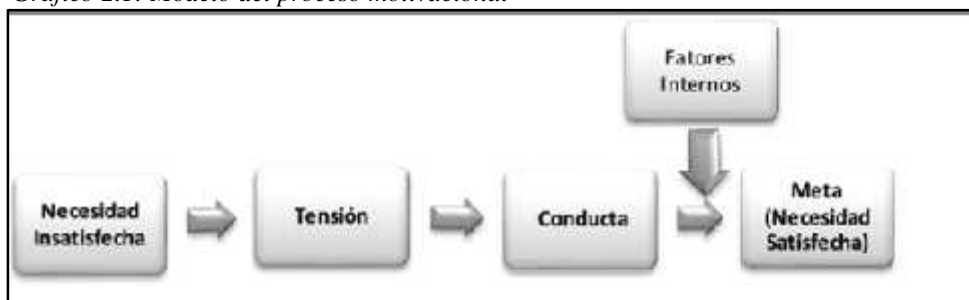 Gráfico 2.1: Modelo del proceso motivacional
Fatores
Internos
Necesidad
Insatisfecha
Tensión
Conducta
Meta
(Necesidad
Satisfecha)